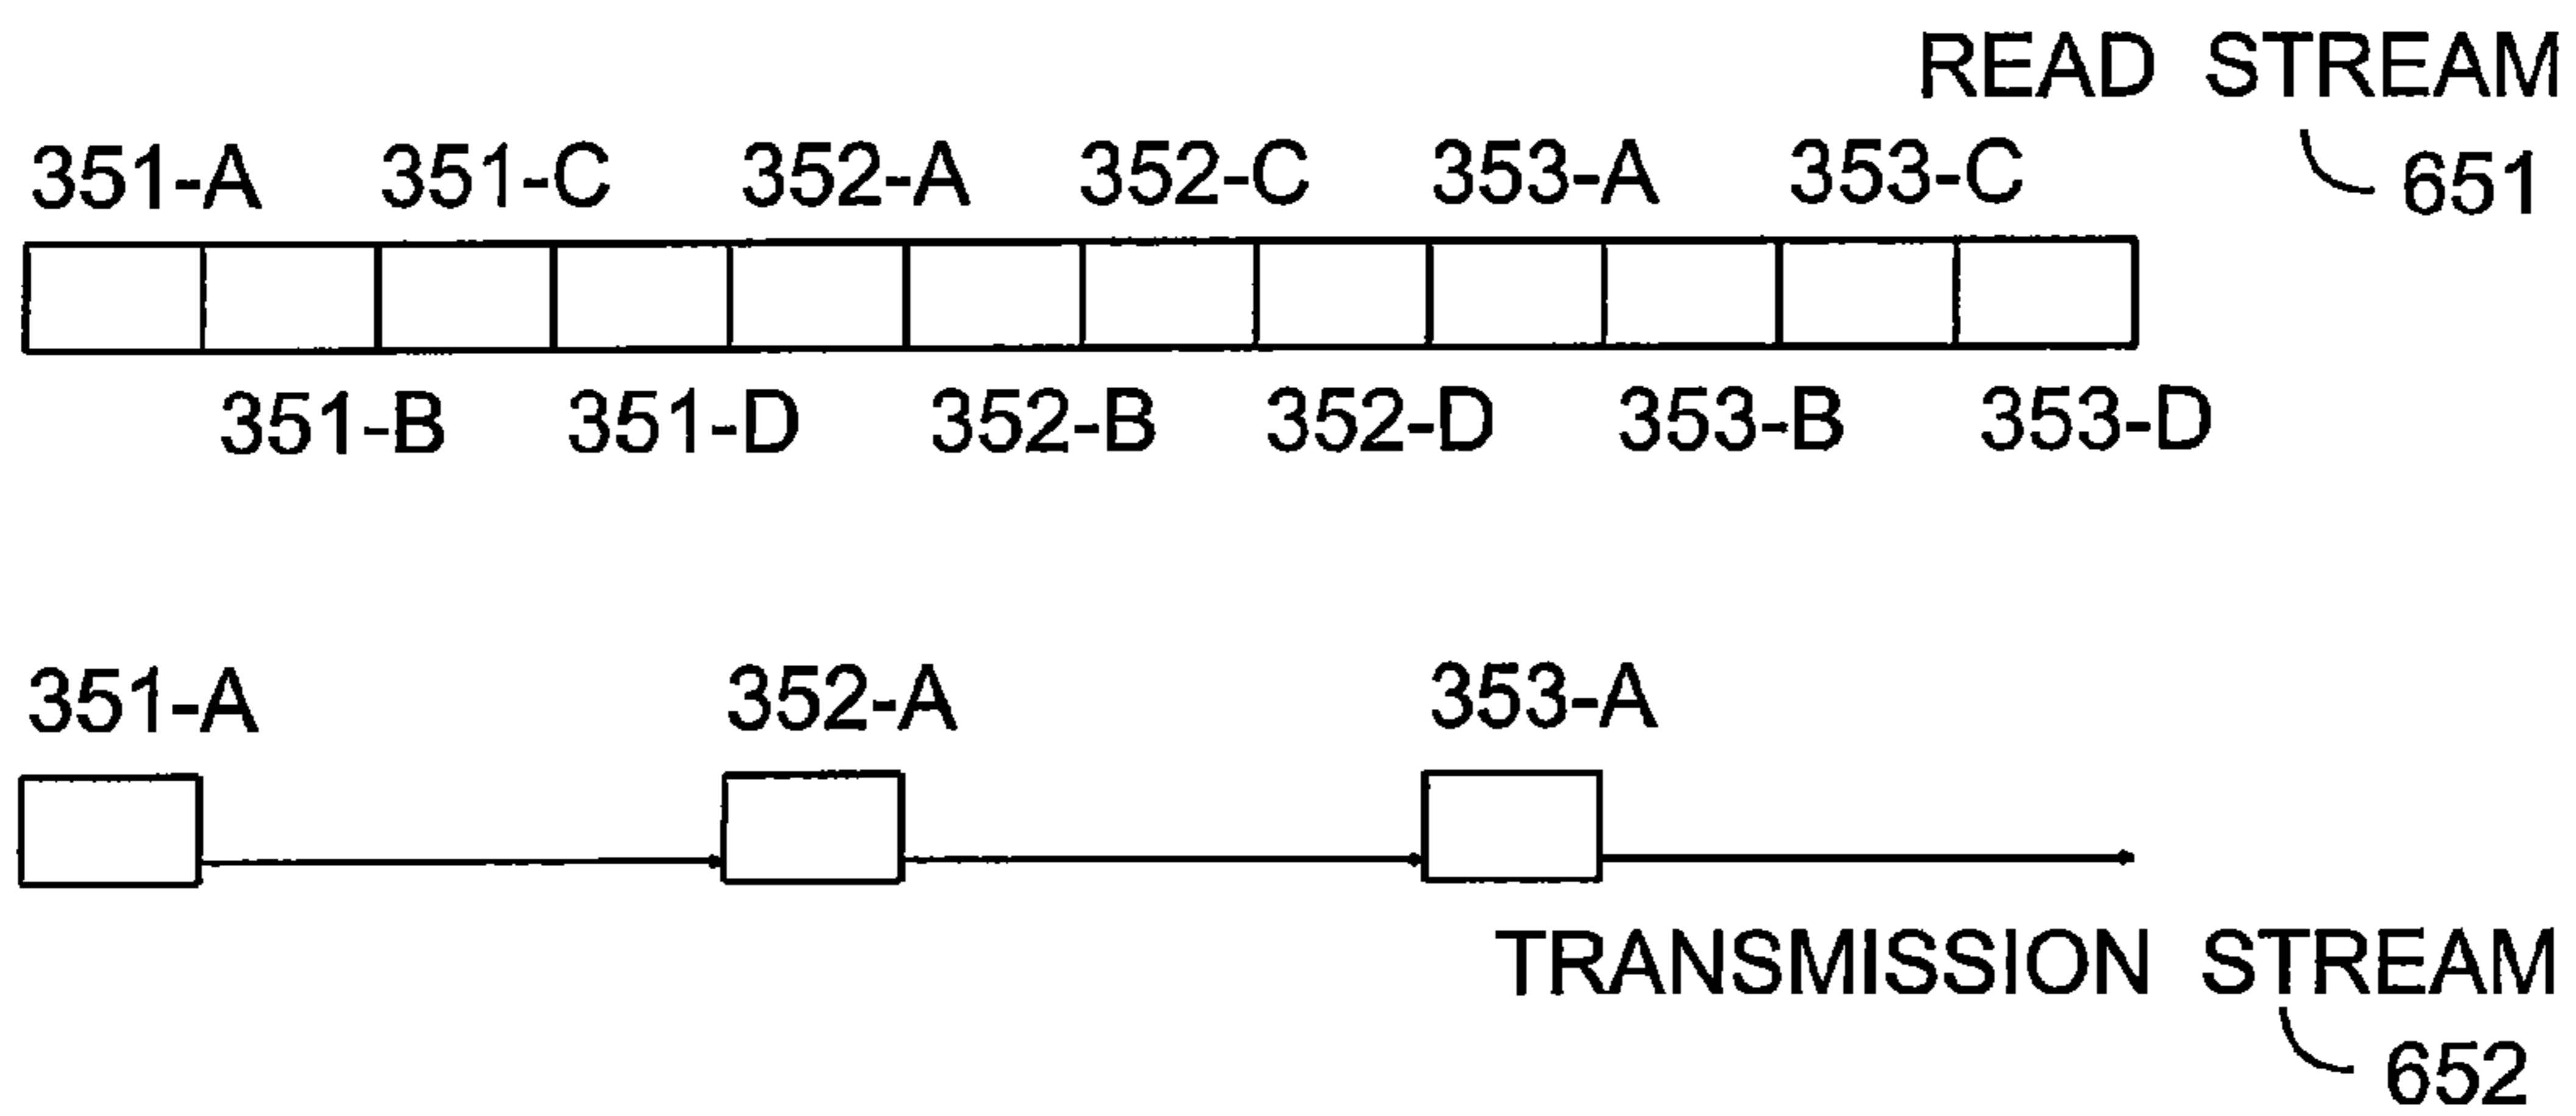 READ STREAM
651
351-A 351-C 352-A 352-C 353-A 353-C
351-B 351-D 352-B 352-D 353-B 353-D
351-A 352-A 353-A
TRANSMISSION STREAM
652